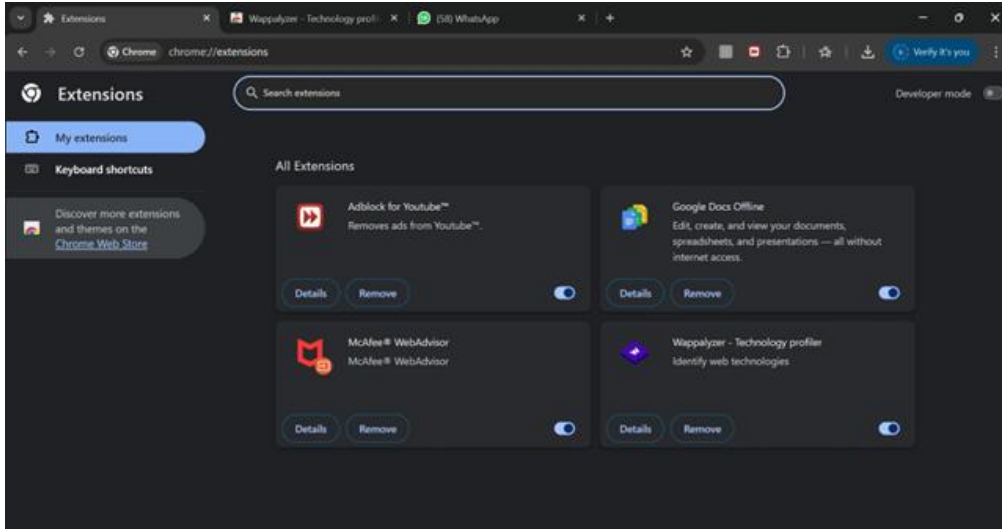 Extensions
Wappalyzer - Technology profi
(58) WhatsApp
Chrome
chrome://extensions
Verify it's you
Extensions
Search extensions
Developer mode
My extensions
Keyboard shortcuts
Discover more extensions
and themes on the
Chrome Web Store
All Extensions
Adblock for Youtube™
Removes ads from Youtube™.
Details
Remove
Google Docs Offline
Edit, create, and view your documents,
spreadsheets, and presentations — all without
internet access.
Details
Remove
McAfee® WebAdvisor
McAfee® WebAdvisor
Details
Remove
Wappalyzer - Technology profiler
Identify web technologies
Details
Remove